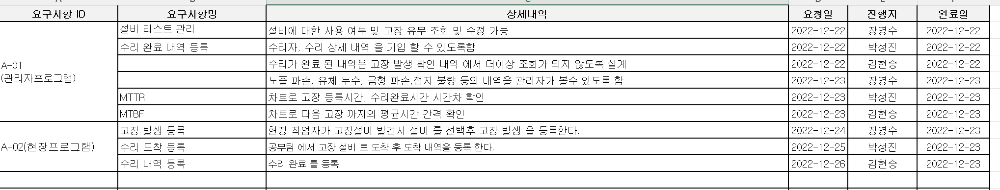 요구사항 ID 요구사항명 상세내역 요청일 진행자 완료일
설비 리스트 관리 설비에 대한 사용 여부 및 고장 유무 조회 및 수정 가능 2022-12-22 장영수 2022-12-22
수리 완료 내역 등록 수리자, 수리 상세 내역 을 기입 할 수 있도록함 2022-12-22 박성진 2022-12-22
A-01
(관리자프로그램)
수리가 완료 된 내역은 고장 발생 확인 내역 에서 더이상 조회가 되지 않도록 설계 2022-12-22 김현승 2022-12-22
노즐 파손, 유체 누수, 금형 파손,접지 불량 등의 내역을 관리자가 볼수 있도록 함 2022-12-23 장영수 2022-12-23
MTTR 차트로 고장 등록시간, 수리완료시간 시간차 확인 2022-12-23 박성진 2022-12-23
MTBF 차트로 다음 고장 까지의 평균시간 간격 확인 2022-12-23 김현승 2022-12-23
고장 발생 등록 현장 작업자가 고장설비 발견시 설비 를 선택후 고장 발생 을 등록한다. 2022-12-24 장영수 2022-12-23
A-02(현장프로그램) 수리 도착 등록 공무팀 에서 고장 설비 로 도착 후 도착 내역을 등록 한다. 2022-12-25 박성진 2022-12-23
수리 내역 등록 수리 완료 를 등록 2022-12-26 김현승 2022-12-23